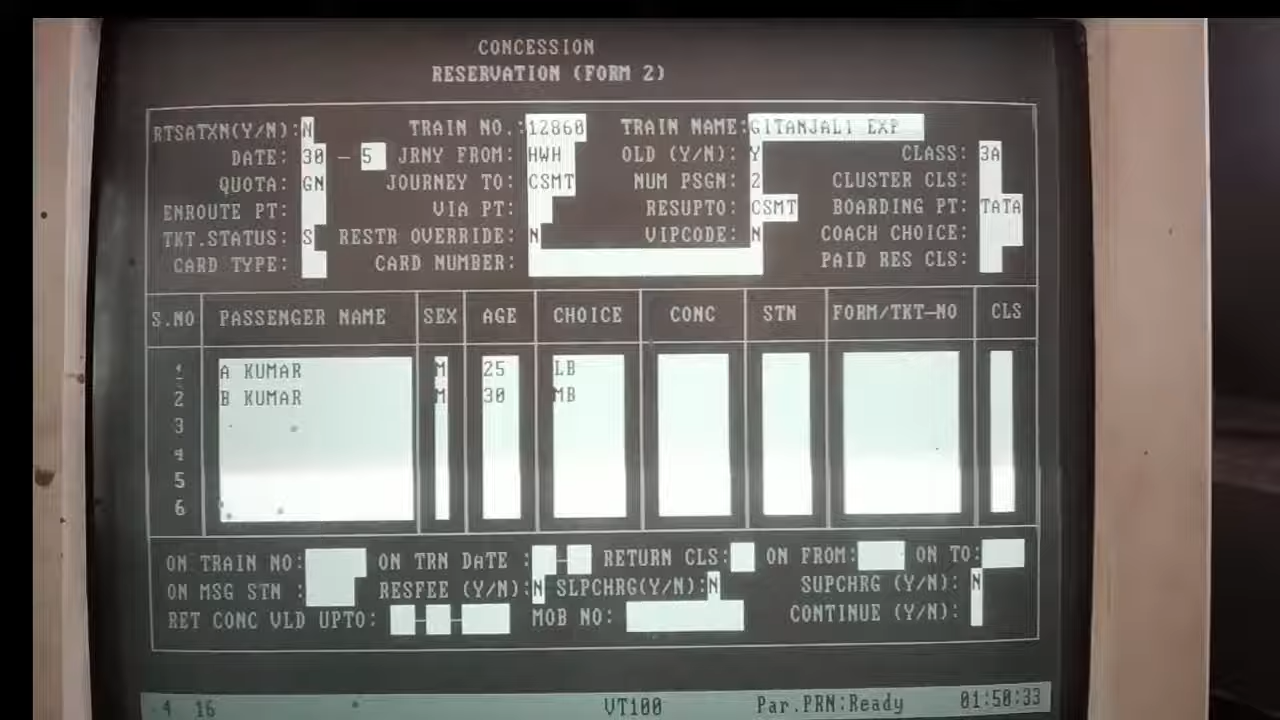 CONCESSION
RESERVATION (FORM 2)
RTSATXN(Y/N):N TRAIN NO.:12860 TRAIN NAME:GITANJALI EXP
DATE: 30 - 5 JRNY FROM: HWH OLD (Y/N): Y CLASS: 3A
QUOTA: GN JOURNEY TO: CSMT NUM PSGN: 2 CLUSTER CLS:
ENROUTE PT: VIA PT: RESUPTO: CSMT BOARDING PT: TATA
TKT.STATUS: S RESTR OVERRIDE: N VIPCODE: N COACH CHOICE:
CARD TYPE: CARD NUMBER: PAID RES CLS:
S.NO PASSENGER NAME SEX AGE CHOICE CONC STN FORM/TKT-NO CLS
1 A KUMAR M 25 LB
2 B KUMAR M 30 MB
3
4
5
6
ON TRAIN NO: ON TRN DATE : - RETURN CLS: ON FROM: ON TO:
ON MSG STN : RESFEE (Y/N):N SLPCHRG(Y/N):N SUPCHRG (Y/N): N
RET CONC VLD UPTO: - - MOB NO: CONTINUE (Y/N):
4 16 VT100 Par.PRN:Ready 01:50:33